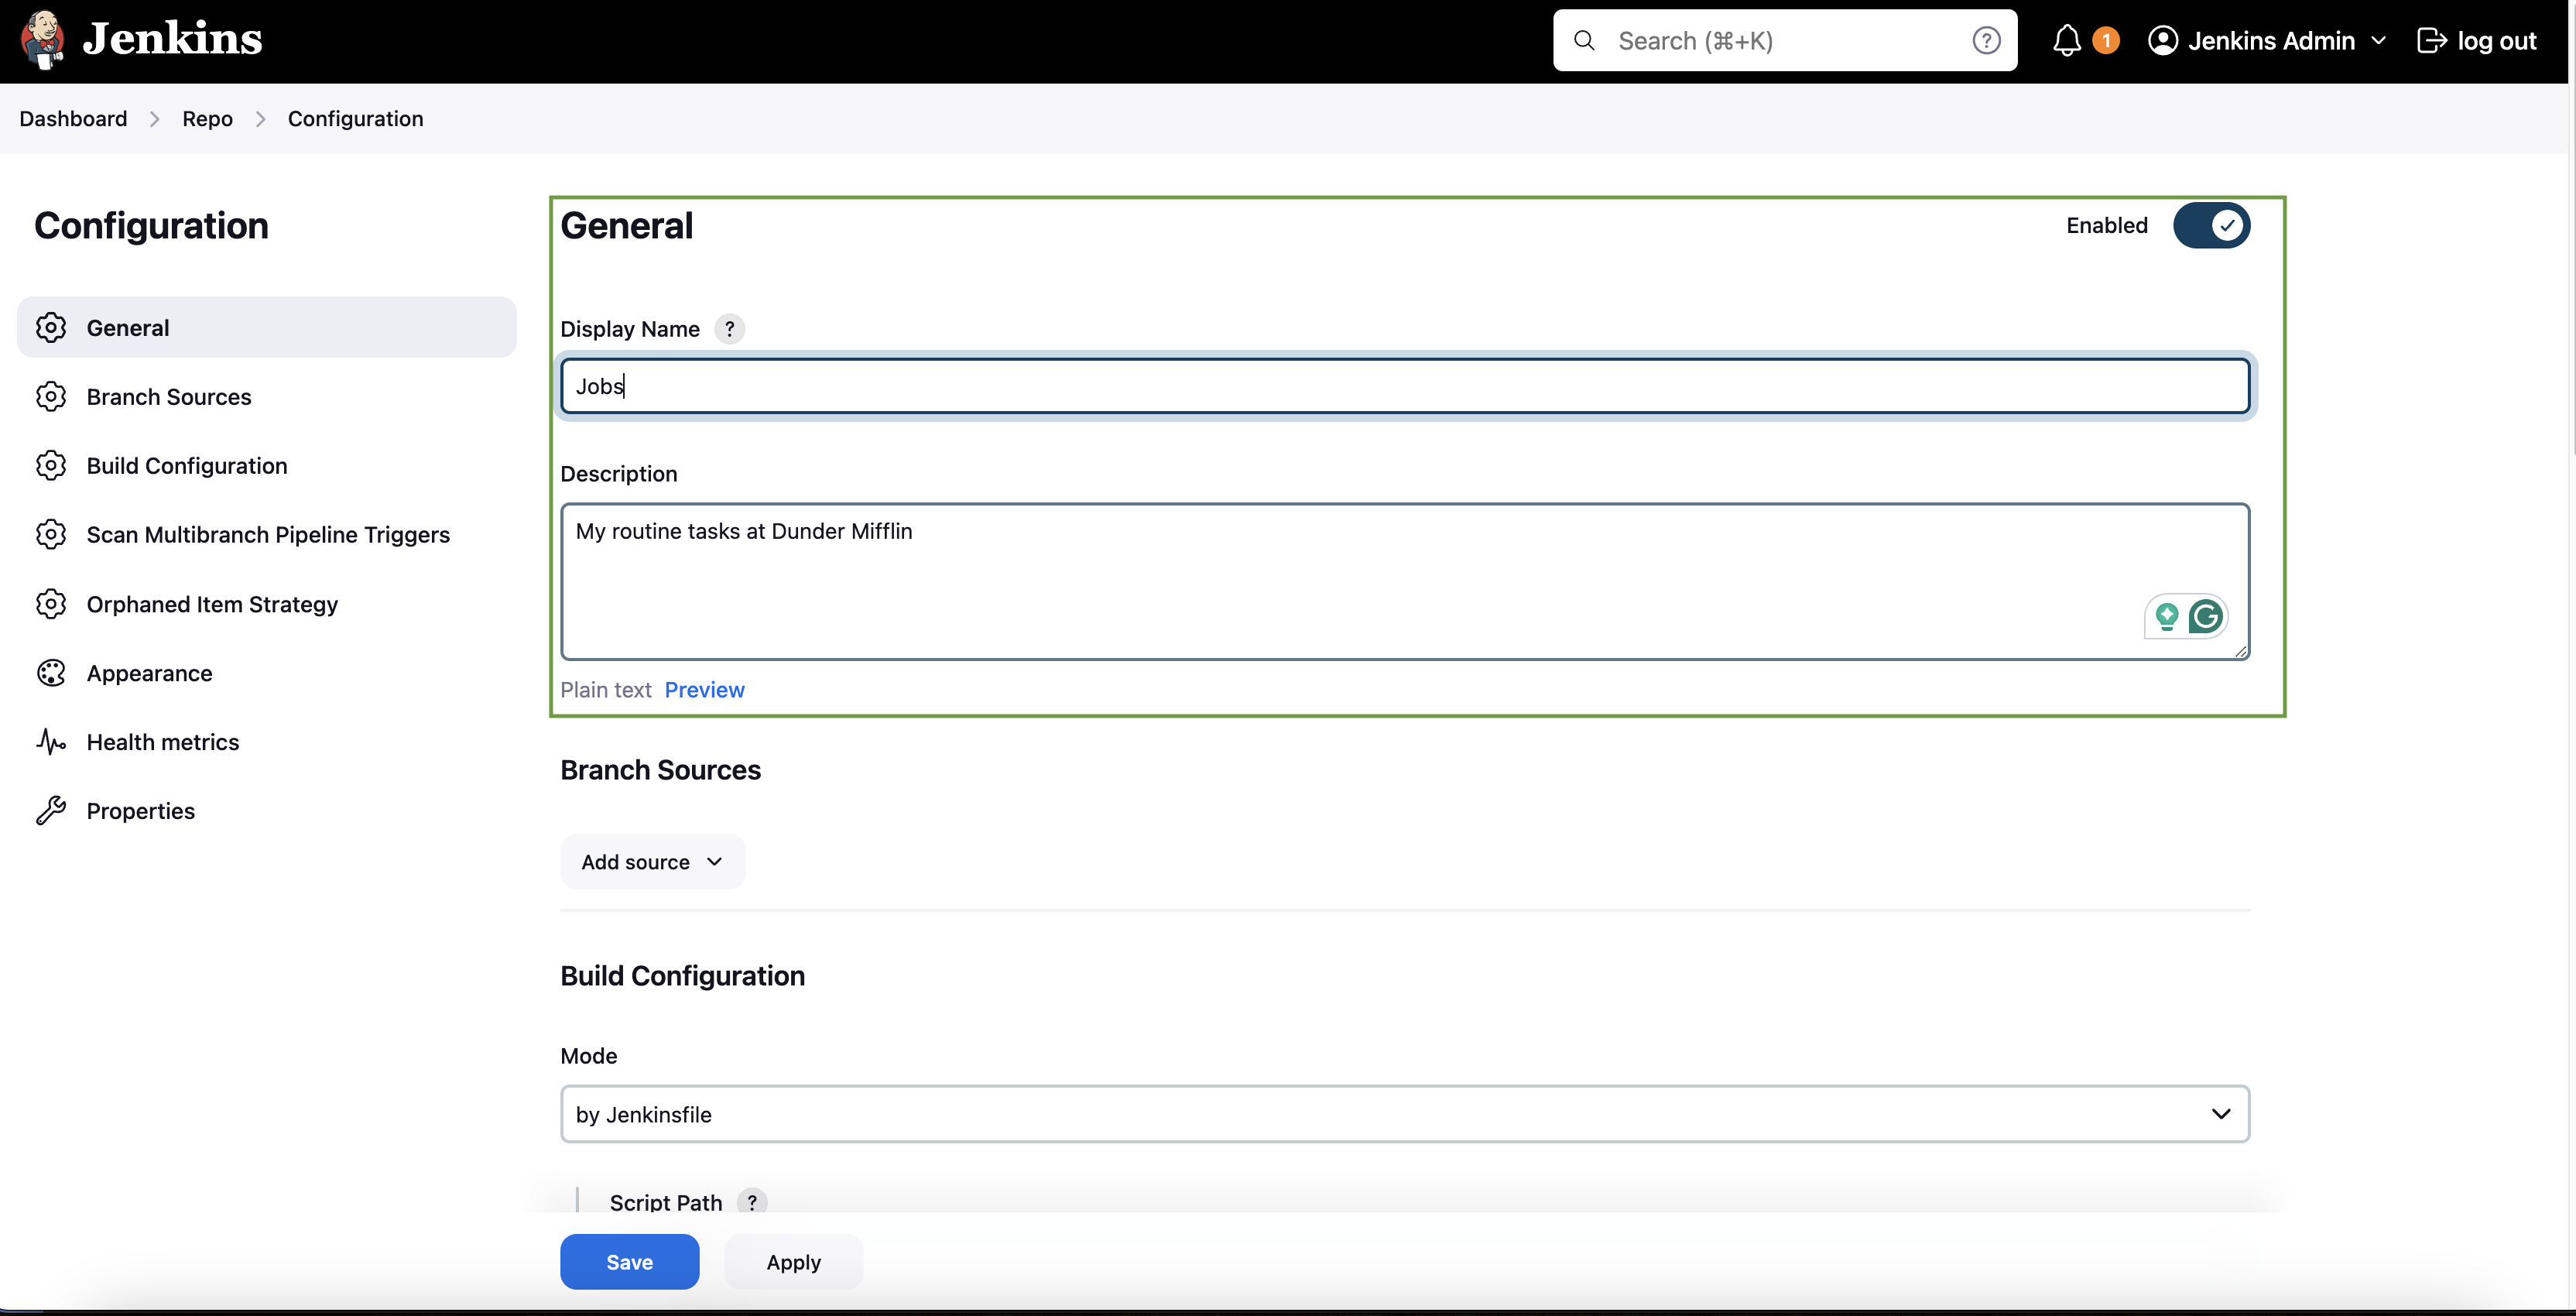 Jenkins
Search (⌘+K)
?
1
Jenkins Admin
log out
Dashboard
Repo
Configuration
Configuration
General
Branch Sources
Build Configuration
Scan Multibranch Pipeline Triggers
Orphaned Item Strategy
Appearance
Health metrics
Properties
General
Enabled
Display Name ?
Jobs
Description
My routine tasks at Dunder Mifflin
Plain text Preview
Branch Sources
Add source
Build Configuration
Mode
by Jenkinsfile
Script Path ?
Save
Apply